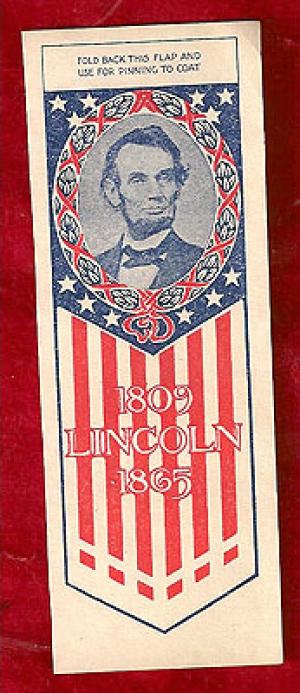 FOLD BACK THIS FLAP AND
USE FOR PINNING TO COAT
1809
LINCOLN
1865